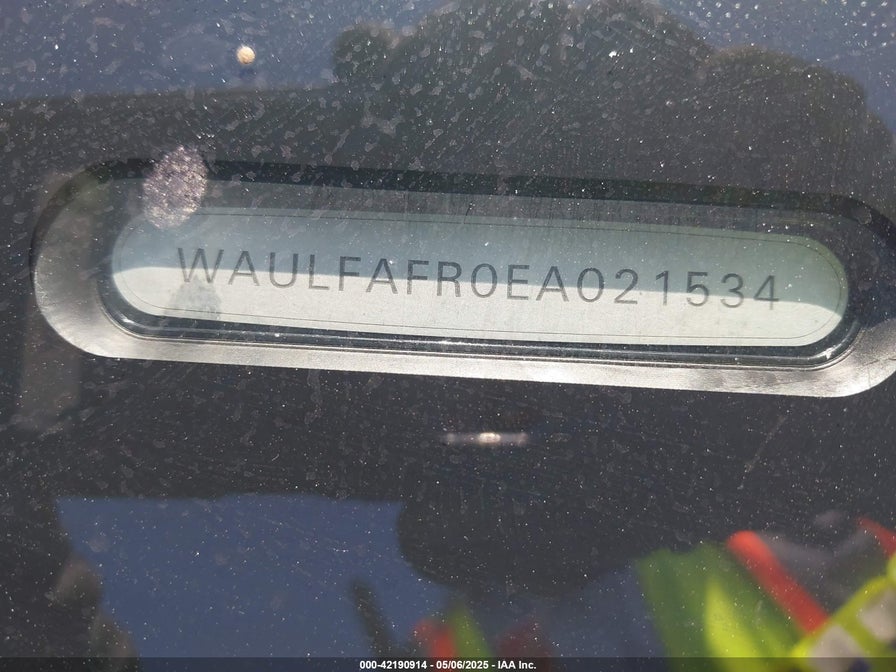 WAULFAFR0EA021534
000-42190914 - 05/06/2025 - IAA Inc.